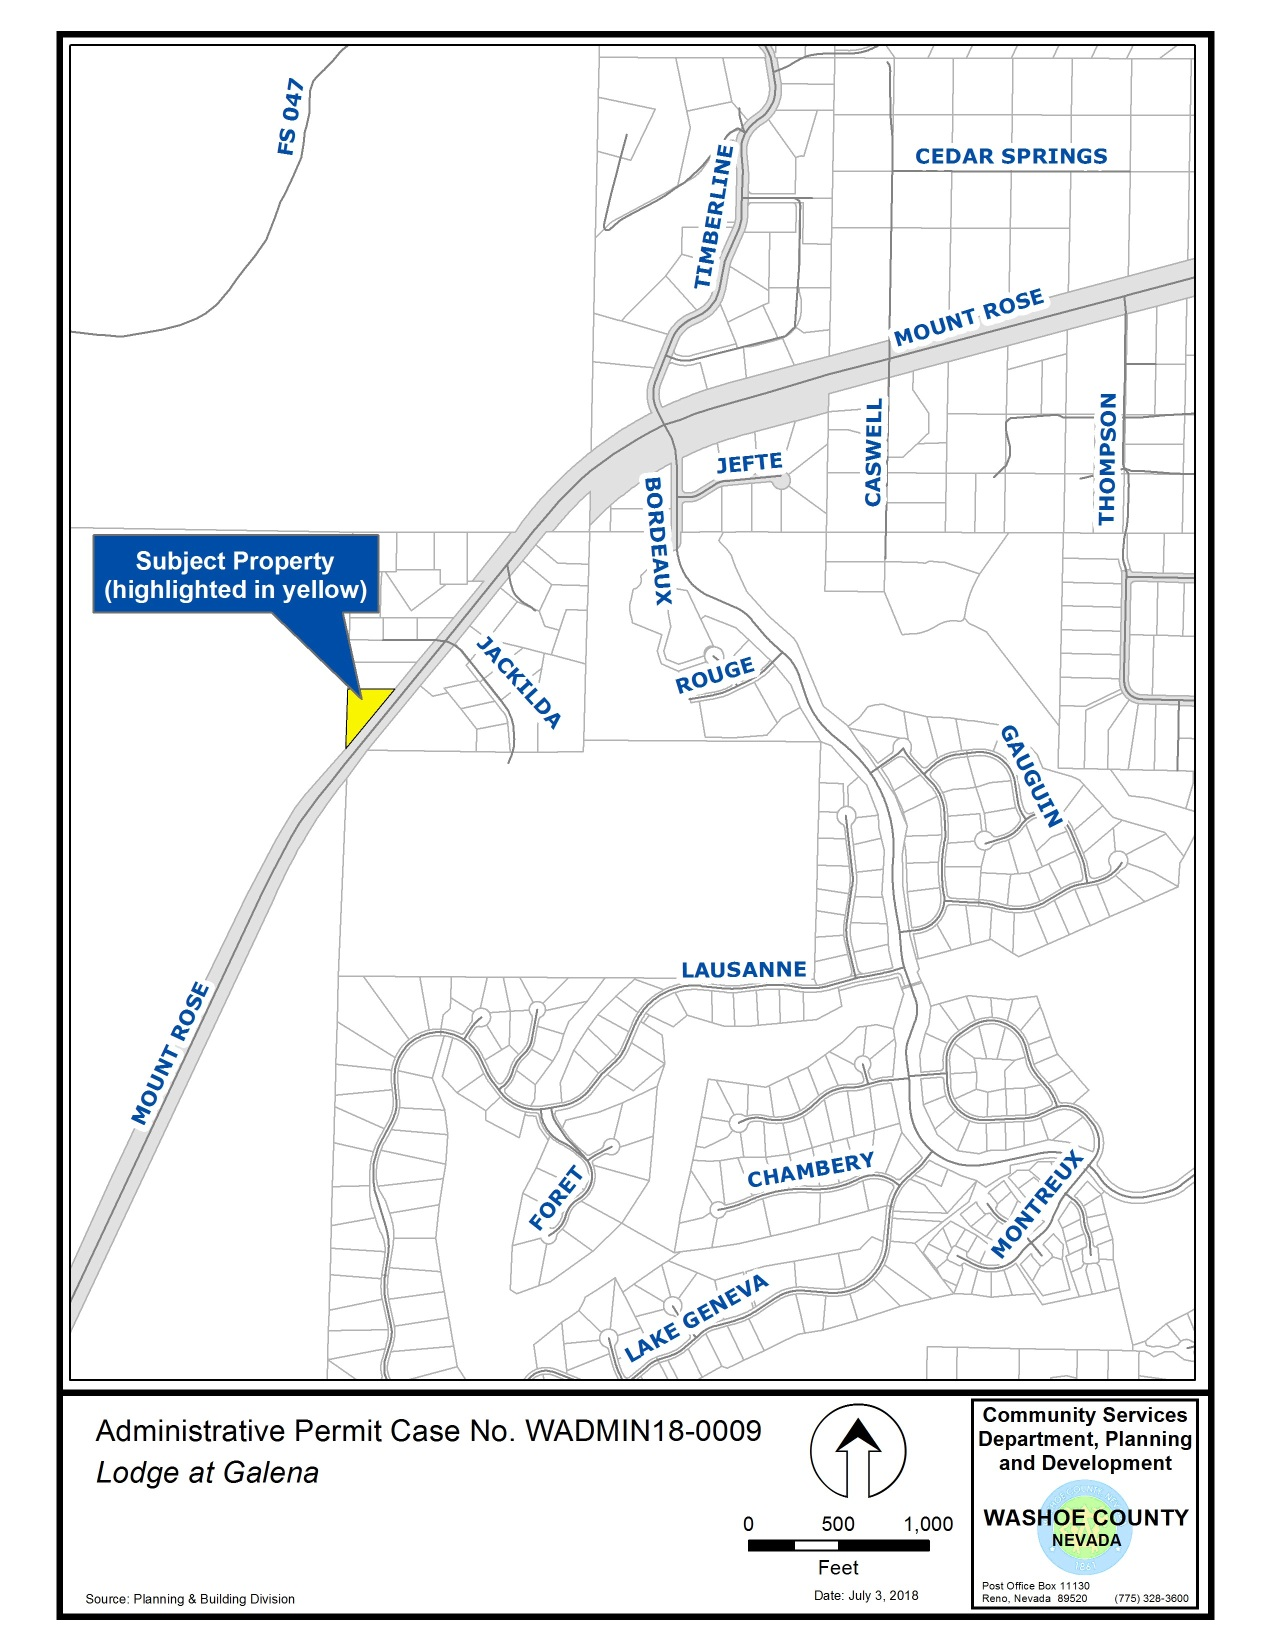 FS 047
CEDAR SPRINGS
TIMBERLINE
MOUNT ROSE
CASWELL
THOMPSON
JEFTE
BORDEAUX
Subject Property
(highlighted in yellow)
JACKILDA
ROUGE
GAUGUIN
LAUSANNE
MOUNT ROSE
CHAMBERY
FORET
MONTREUX
LAKE GENEVA
Administrative Permit Case No. WADMIN18-0009
Lodge at Galena
Source: Planning & Building Division
0 500 1,000
Feet
Date: July 3, 2018
Community Services
Department, Planning
and Development
WASHOE COUNTY
NEVADA
1861
Post Office Box 11130
Reno, Nevada 89520 (775) 328-3600